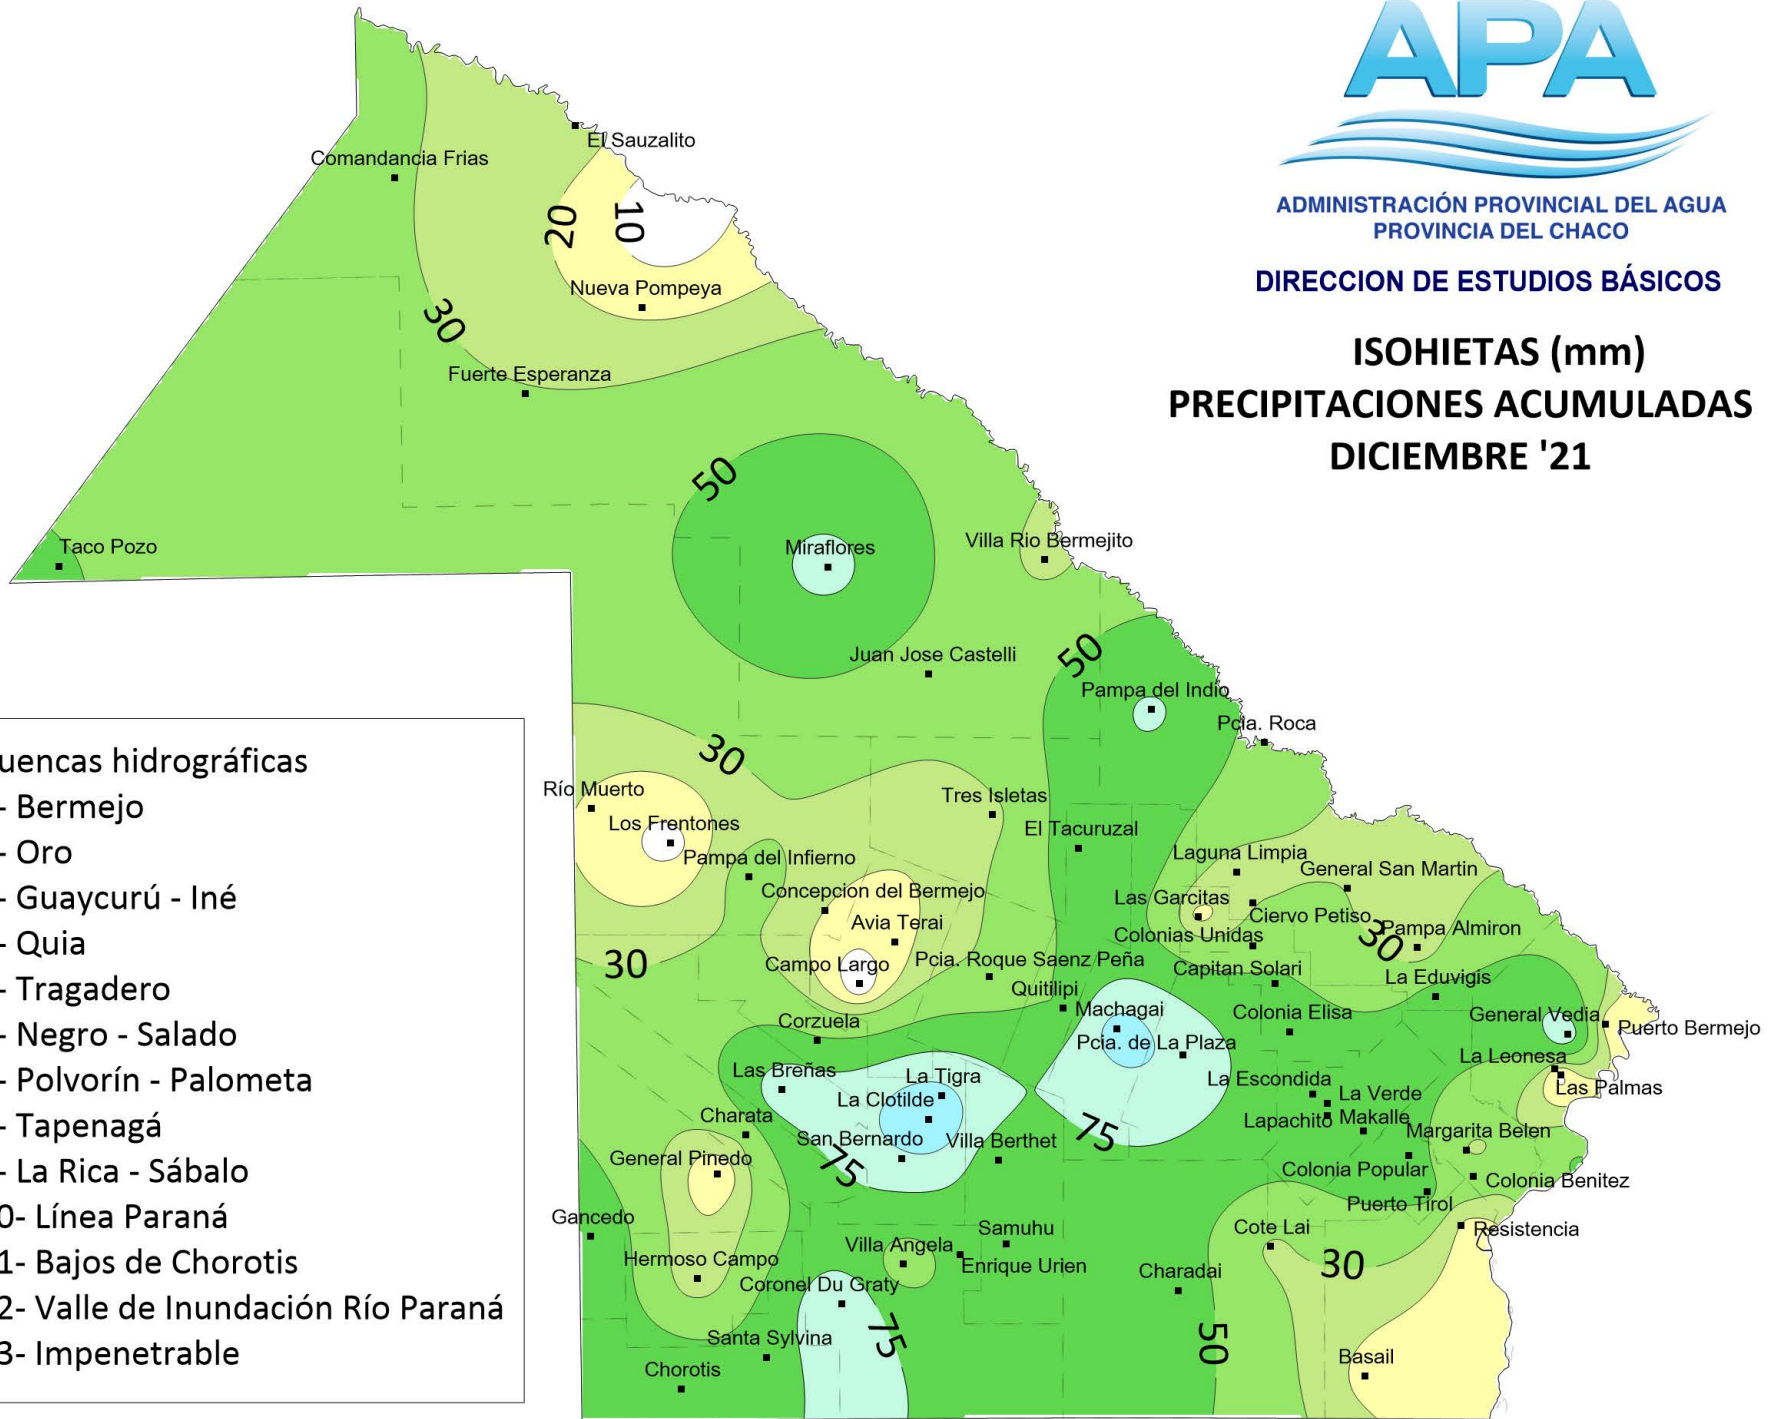 APA
ADMINISTRACIÓN PROVINCIAL DEL AGUA
PROVINCIA DEL CHACO
DIRECCION DE ESTUDIOS BÁSICOS
ISOHIETAS (mm)
PRECIPITACIONES ACUMULADAS
DICIEMBRE '21
El Sauzalito
Comandancia Frias
20
10
Nueva Pompeya
30
Fuerte Esperanza
50
Taco Pozo
Miraflores
Villa Rio Bermejito
Juan Jose Castelli
50
Pampa del Indio
Pcia. Roca
30
Río Muerto
Tres Isletas
Los Frentones
El Tacuruzal
Pampa del Infierno
Laguna Limpia
General San Martin
Concepcion del Bermejo
Las Garcitas
Ciervo Petiso
Avia Terai
Colonias Unidas
30
Pampa Almiron
30
Campo Largo
Pcia. Roque Saenz Peña
Capitan Solari
La Eduvigis
Quitilipi
Machagai
Colonia Elisa
General Vedia
Puerto Bermejo
Corzuela
Pcia. de La Plaza
La Leonesa
Las Breñas
La Tigra
La Escondida
La Verde
Las Palmas
La Clotilde
Charata
Lapachito
Makalle
Margarita Belen
San Bernardo
Villa Berthet
75
75
General Pinedo
Colonia Popular
Colonia Benitez
Puerto Tirol
Gancedo
Samuhu
Cote Lai
Resistencia
Villa Angela
Hermoso Campo
Enrique Urien
30
Charadai
Coronel Du Graty
75
50
Santa Sylvina
Basail
Chorotis
uencas hidrográficas
- Bermejo
- Oro
- Guaycurú - Iné
- Quia
- Tragadero
- Negro - Salado
- Polvorín - Palometa
- Tapenagá
- La Rica - Sábalo
0- Línea Paraná
1- Bajos de Chorotis
2- Valle de Inundación Río Paraná
3- Impenetrable